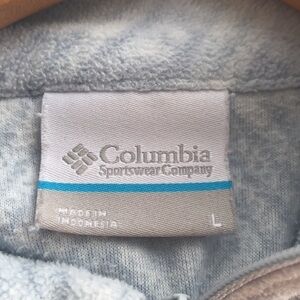 Columbia
Sportswear Company
MADE IN
INDONESIA
L